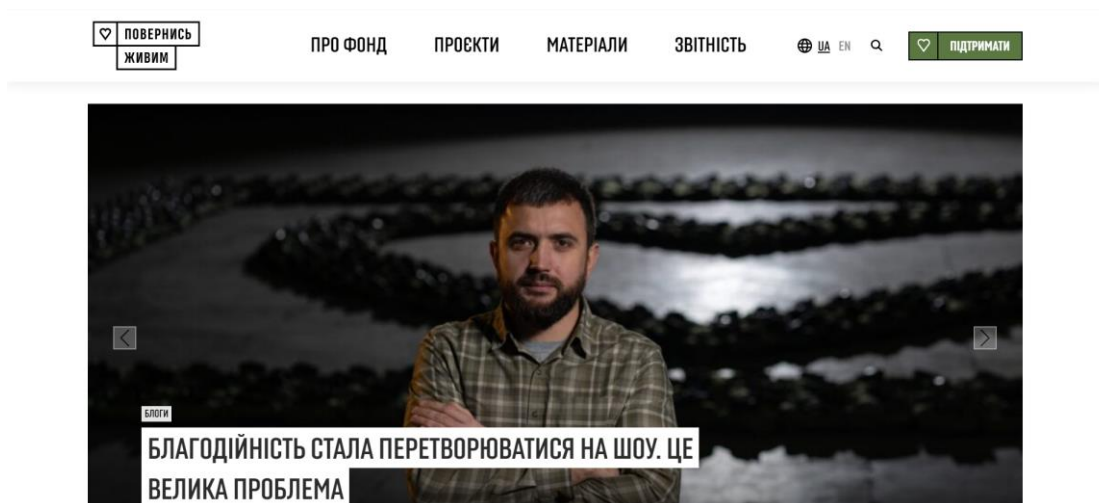 ПОВЕРНИСЬ
ЖИВИМ
ПРО ФОНД ПРОЄКТИ МАТЕРІАЛИ ЗВІТНІСТЬ UA EN ПІДТРИМАТИ
БЛОГИ
БЛАГОДІЙНІСТЬ СТАЛА ПЕРЕТВОРЮВАТИСЯ НА ШОУ. ЦЕ
ВЕЛИКА ПРОБЛЕМА